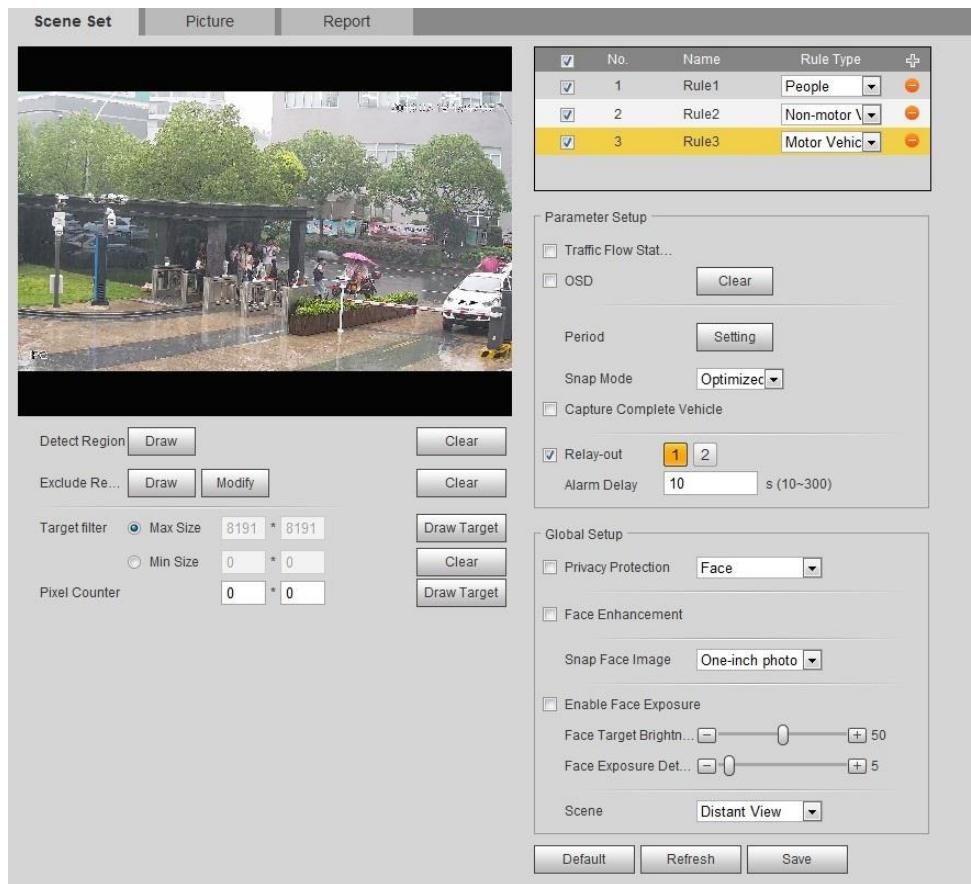 Scene Set Picture Report
No. Name Rule Type
1 Rule1 People
2 Rule2 Non-motor V
3 Rule3 Motor Vehic
Parameter Setup
Traffic Flow Stat...
OSD Clear
Period Setting
Snap Mode Optimized
Capture Complete Vehicle
Relay-out 1 2
Alarm Delay 10 s (10~300)
Detect Region Draw Clear
Exclude Re... Draw Modify Clear
Target filter Max Size 8191 * 8191 Draw Target
Min Size 0 * 0 Clear
Pixel Counter 0 * 0 Draw Target
Global Setup
Privacy Protection Face
Face Enhancement
Snap Face Image One-inch photo
Enable Face Exposure
Face Target Brightn... 50
Face Exposure Det... 5
Scene Distant View
Default Refresh Save